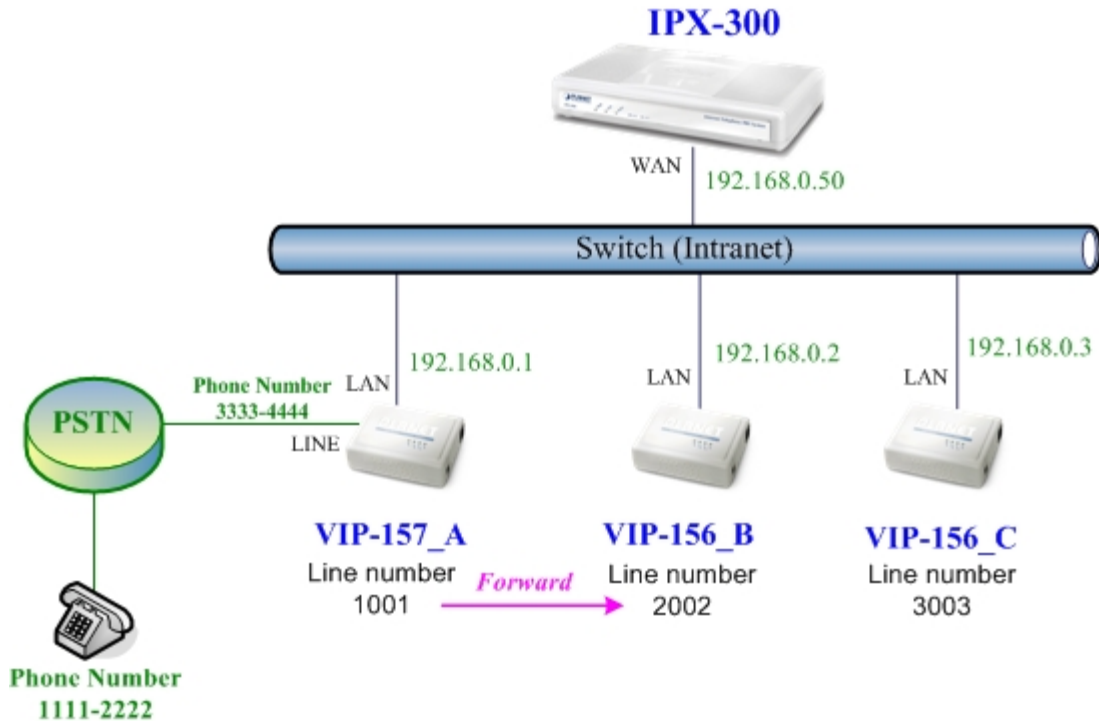 IPX-300
WAN
192.168.0.50
Switch (Intranet)
192.168.0.1
192.168.0.2
192.168.0.3
Phone Number
3333-4444
LAN
LAN
LAN
PSTN
LINE
VIP-157_A
VIP-156_B
VIP-156_C
Line number
1001
Forward
Line number
2002
Line number
3003
Phone Number
1111-2222